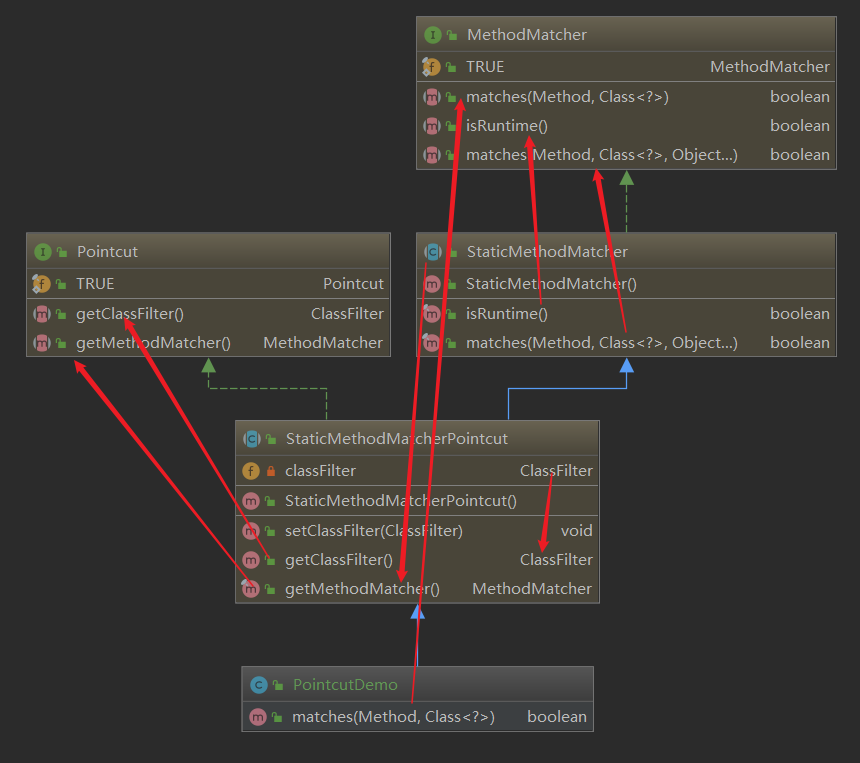 MethodMatcher
TRUE MethodMatcher
matches(Method, Class<?>) boolean
isRuntime() boolean
matches(Method, Class<?>, Object...) boolean
Pointcut
TRUE Pointcut
getClassFilter() ClassFilter
getMethodMatcher() MethodMatcher
StaticMethodMatcher
StaticMethodMatcher()
isRuntime() boolean
matches(Method, Class<?>, Object...) boolean
StaticMethodMatcherPointcut
classFilter ClassFilter
StaticMethodMatcherPointcut()
setClassFilter(ClassFilter) void
getClassFilter() ClassFilter
getMethodMatcher() MethodMatcher
PointcutDemo
matches(Method, Class<?>) boolean